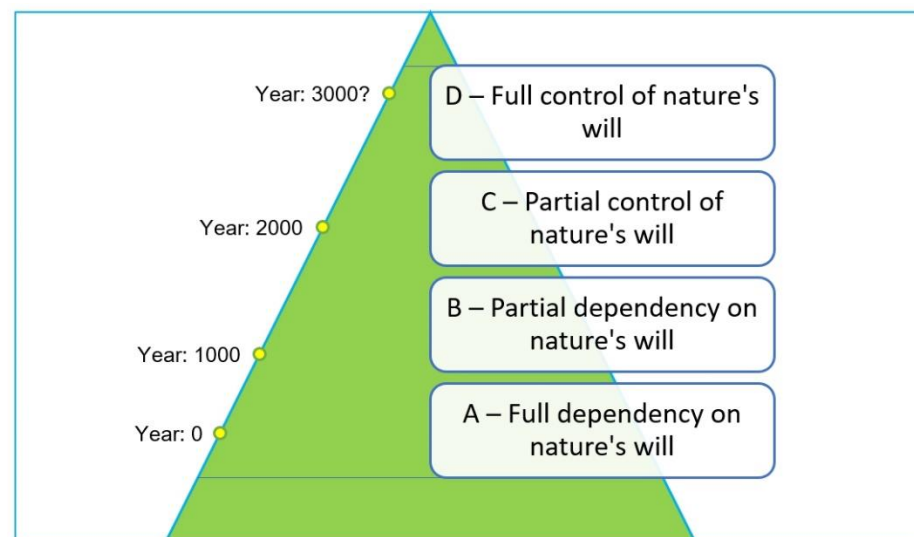 Year: 3000?
D – Full control of nature's
will
Year: 2000
C – Partial control of
nature's will
Year: 1000
B – Partial dependency on
nature's will
Year: 0
A – Full dependency on
nature's will